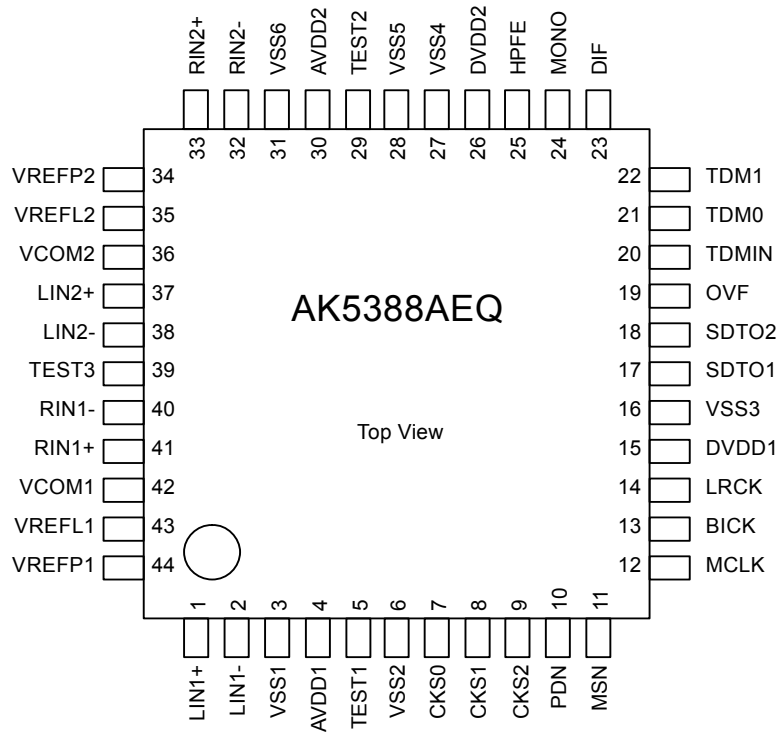 RIN2+ RIN2- VSS6 AVDD2 TEST2 VSS5 VSS4 DVDD2 HPFE MONO DIF
33 32 31 30 29 28 27 26 25 24 23
VREFP2 34 22 TDM1
VREFL2 35 21 TDM0
VCOM2 36 20 TDMIN
LIN2+ 37 AK5388AEQ 19 OVF
LIN2- 38 18 SDTO2
TEST3 39 17 SDTO1
RIN1- 40 16 VSS3
Top View
RIN1+ 41 15 DVDD1
VCOM1 42 14 LRCK
VREFL1 43 13 BICK
VREFP1 44 12 MCLK
1 2 3 4 5 6 7 8 9 10 11
LIN1+ LIN1- VSS1 AVDD1 TEST1 VSS2 CKS0 CKS1 CKS2 PDN MSN